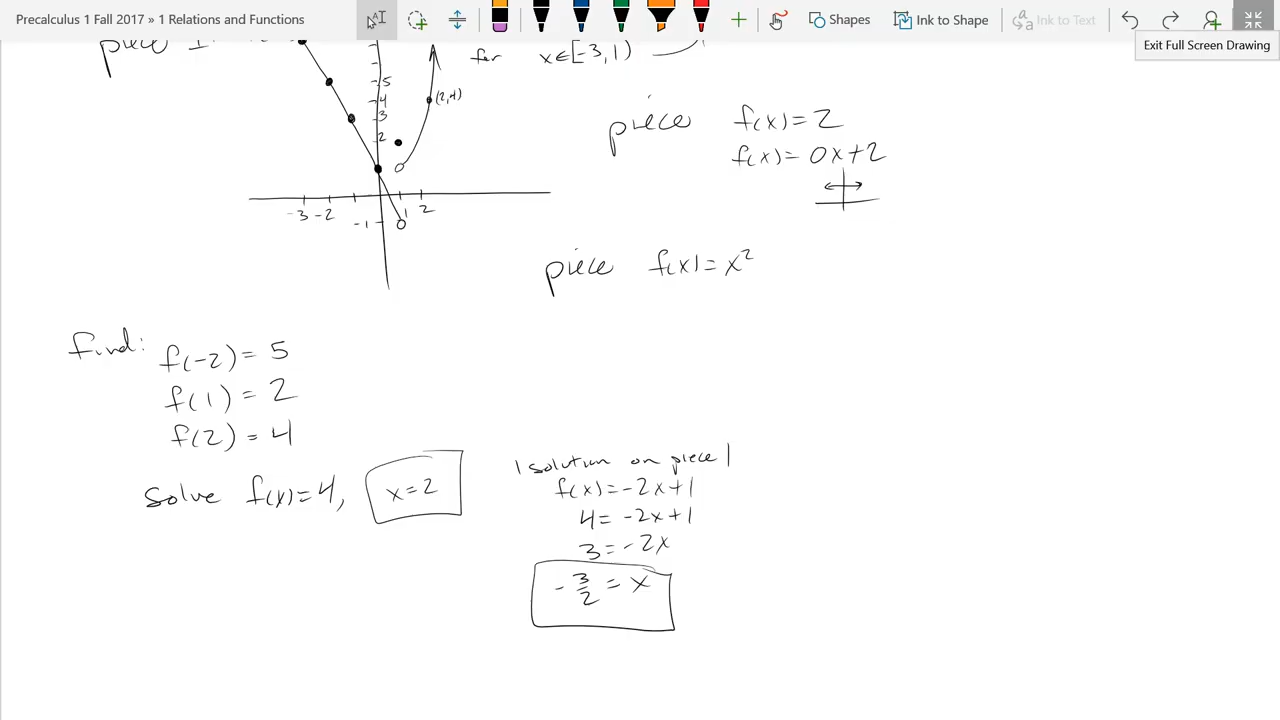 Precalculus 1 Fall 2017 » 1 Relations and Functions
Shapes
Ink to Shape
Ink to Text
Exit Full Screen Drawing
piece
for x∈[-3,1)
5
4
3
2
(2,4)
-3 -2
1 2
-1
piece f(x)=2
f(x)= 0x+2
piece f(x)=x²
find:
f(-2)= 5
f(1) = 2
f(2) = 4
solve f(x)=4, x=2
1 solution on piece 1
f(x)=-2x+1
4=-2x+1
3=-2x
-3/2 = x